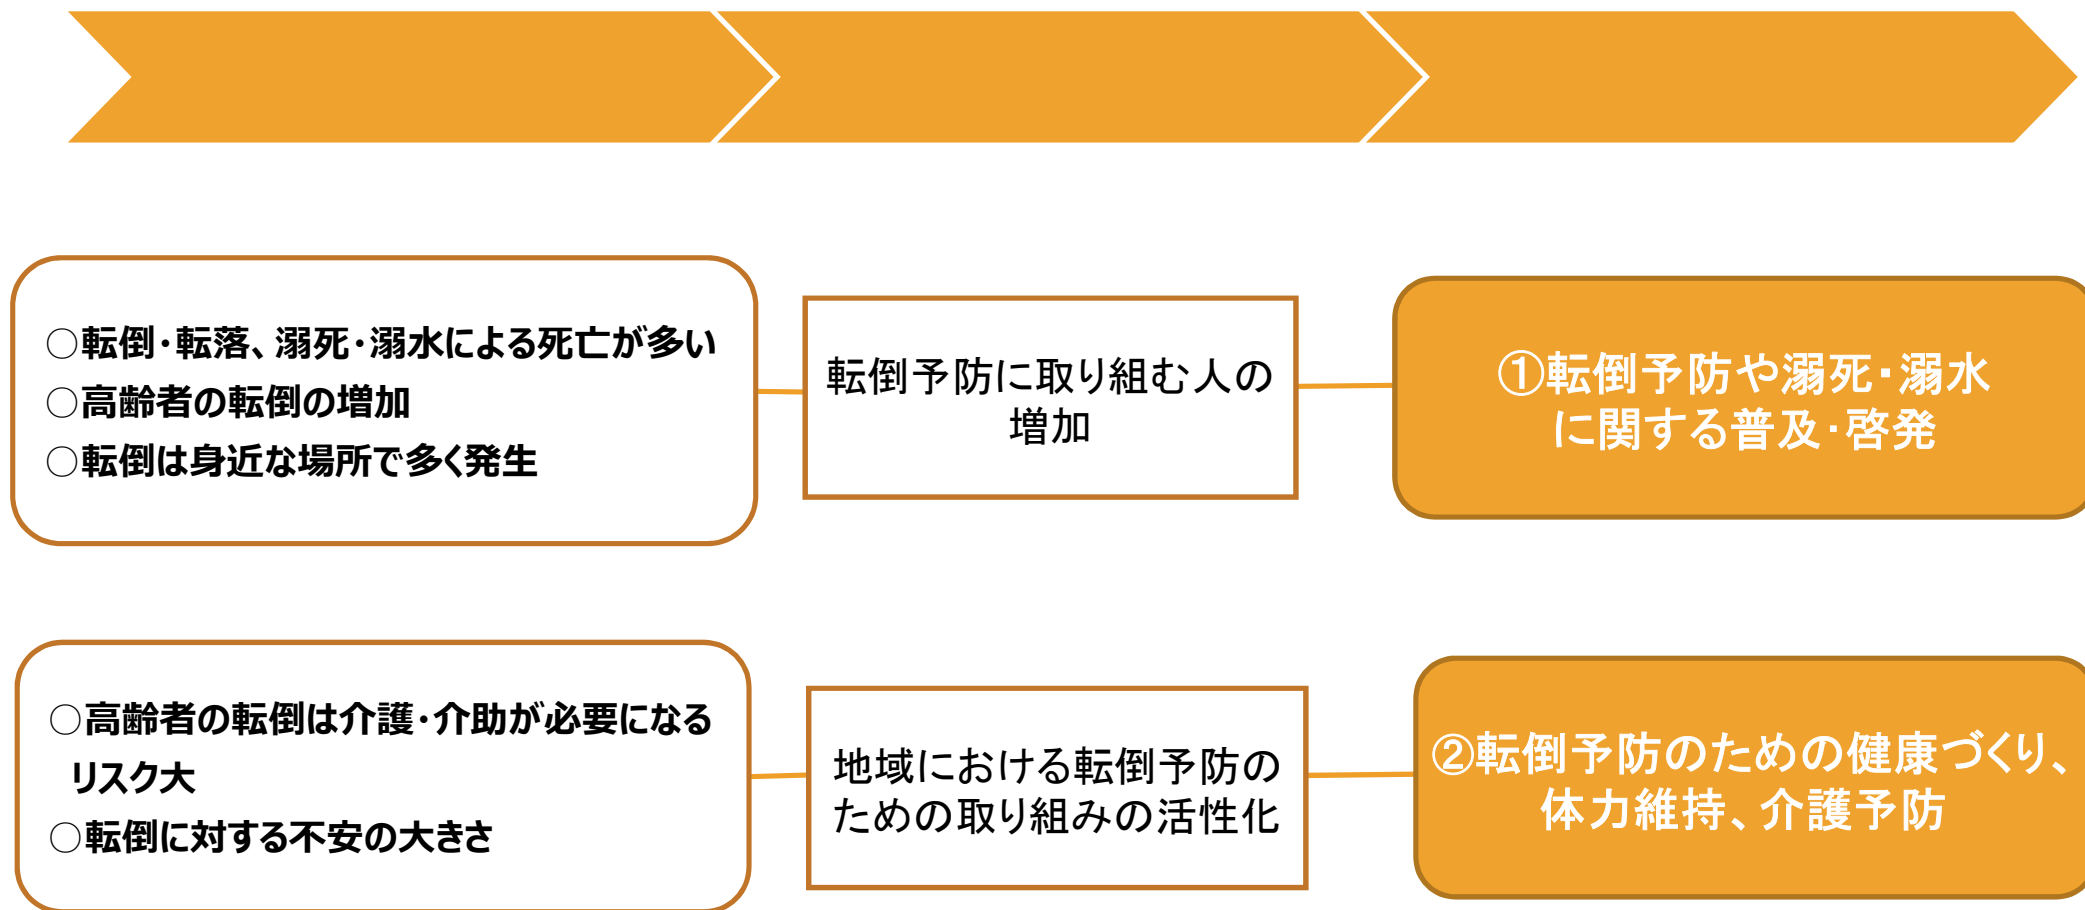 ○転倒・転落、溺死・溺水による死亡が多い
○高齢者の転倒の増加
○転倒は身近な場所で多く発生
転倒予防に取り組む人の
増加
①転倒予防や溺死・溺水
に関する普及・啓発
○高齢者の転倒は介護・介助が必要になる
リスク大
○転倒に対する不安の大きさ
地域における転倒予防の
ための取り組みの活性化
②転倒予防のための健康づくり、
体力維持、介護予防